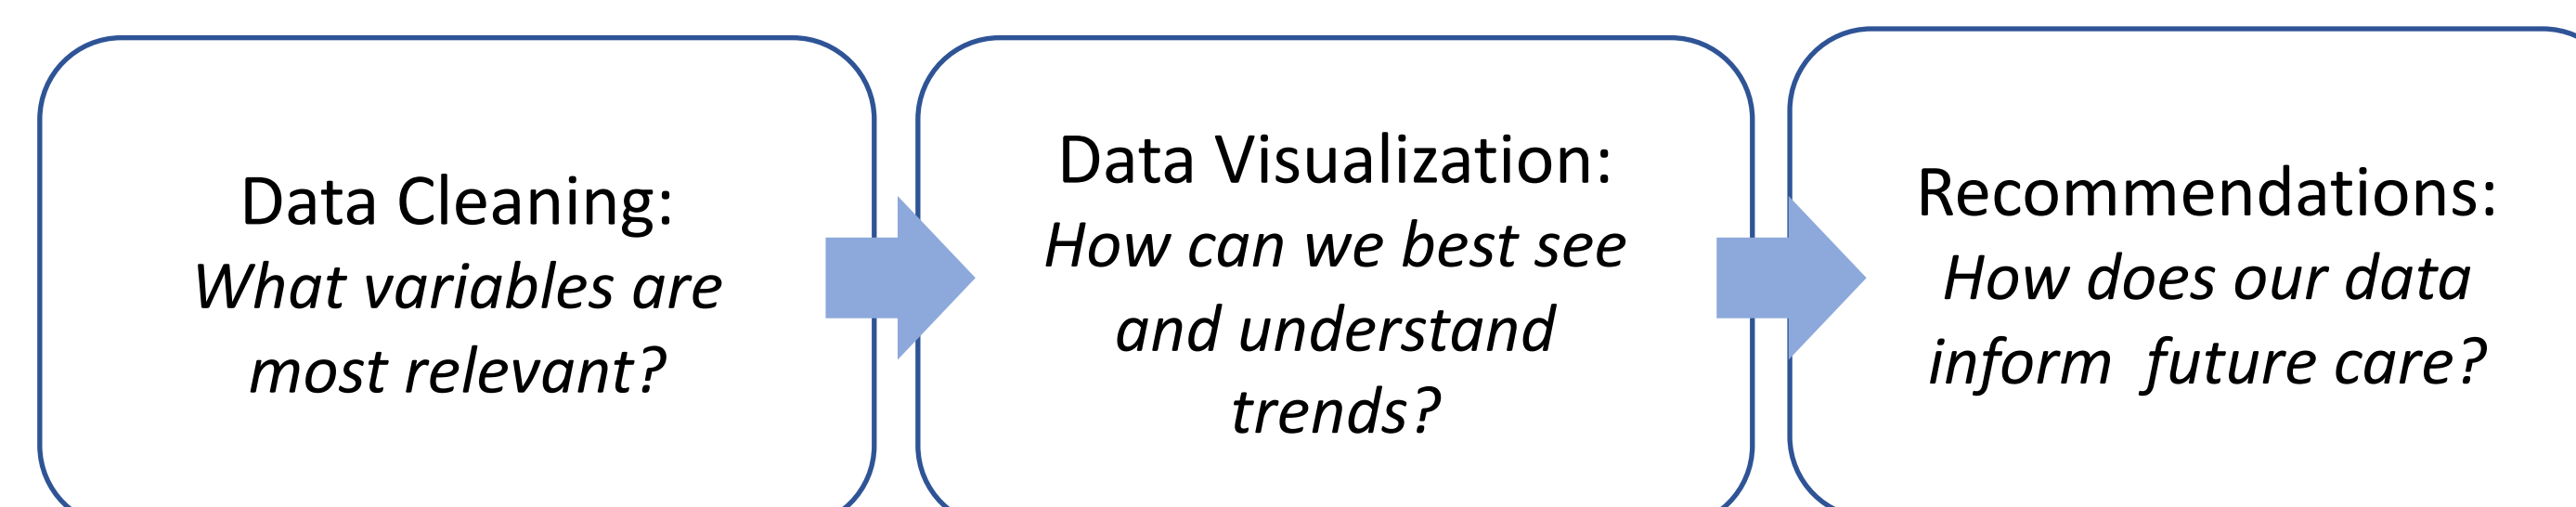 Data Cleaning:
What variables are
most relevant?
Data Visualization:
How can we best see
and understand
trends?
Recommendations:
How does our data
inform  future care?